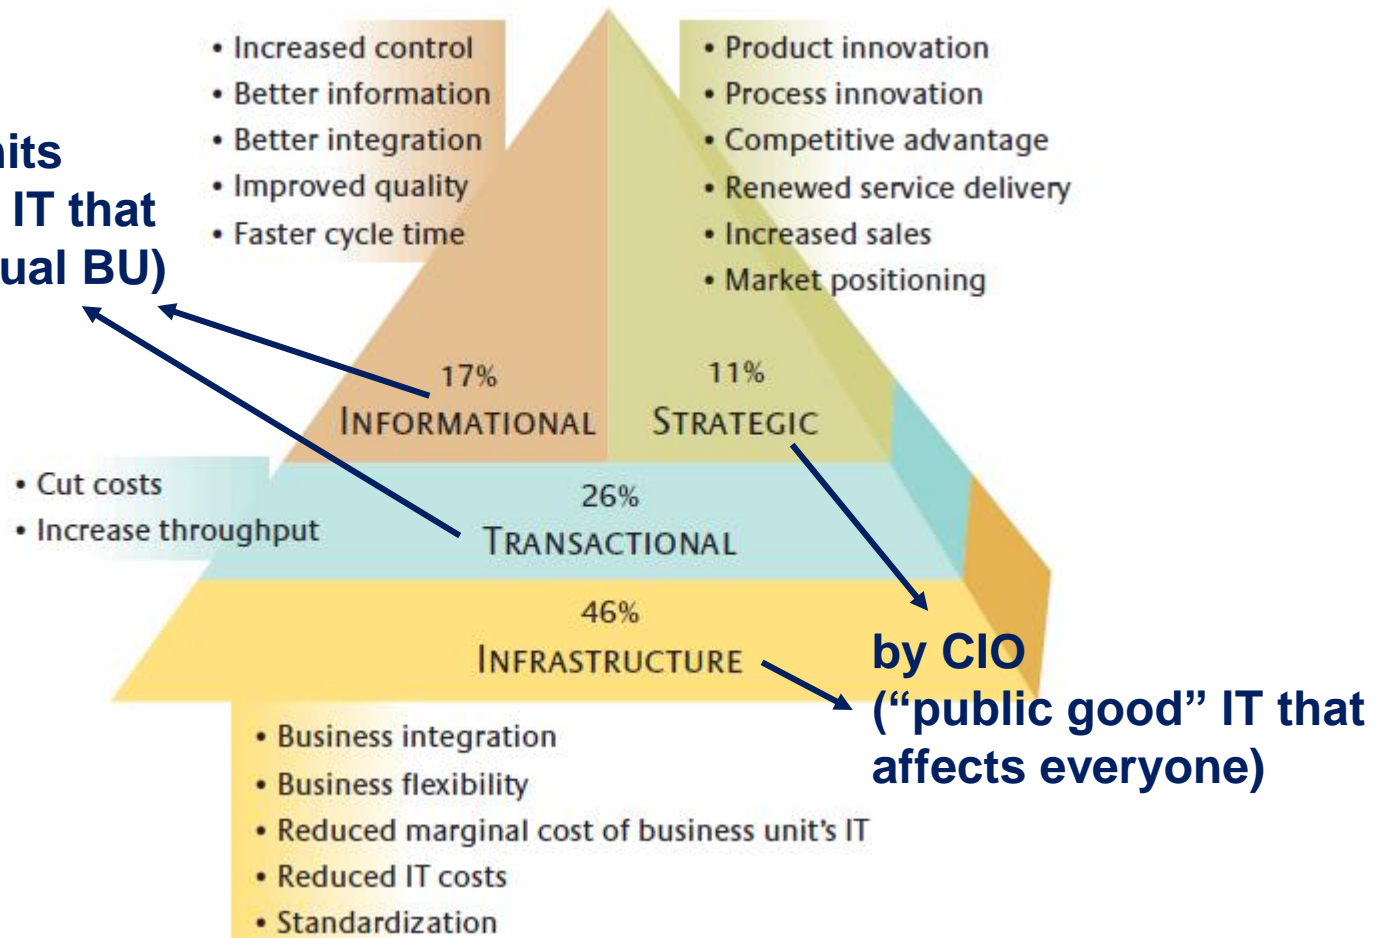 • Increased control
• Better information
• Better integration
• Improved quality
• Faster cycle time
• Product innovation
• Process innovation
• Competitive advantage
• Renewed service delivery
• Increased sales
• Market positioning
IT that
BU)
17%
INFORMATIONAL
11%
STRATEGIC
• Cut costs
• Increase throughput
26%
TRANSACTIONAL
46%
INFRASTRUCTURE
by CIO
(“public good” IT that
affects everyone)
• Business integration
• Business flexibility
• Reduced marginal cost of business unit's IT
• Reduced IT costs
• Standardization